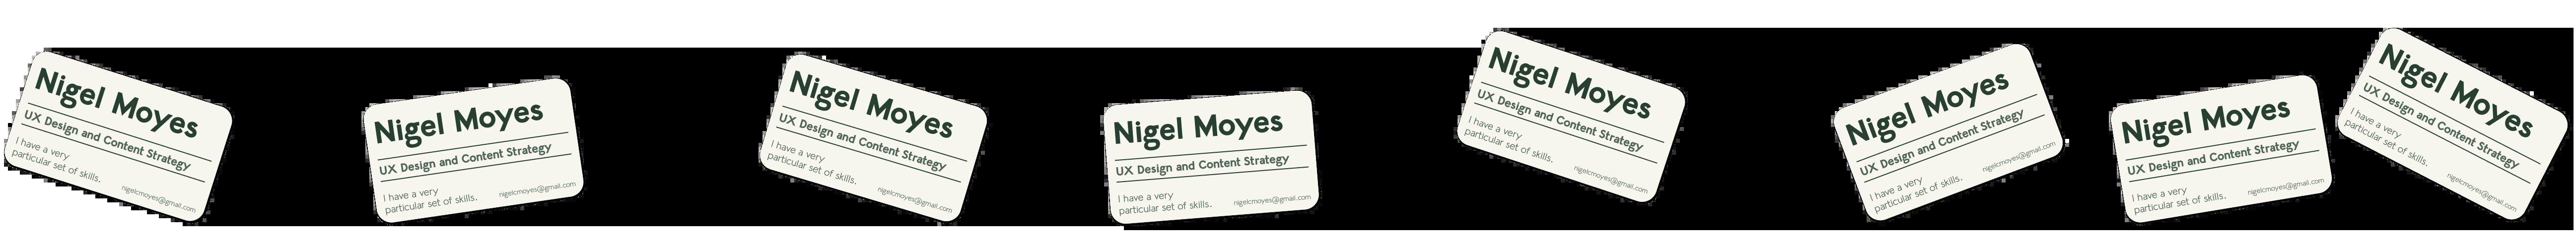 Nigel Moyes
UX Design and Content Strategy
I have a very
particular set of skills.
nigelcmoyes@gmail.com
Nigel Moyes
UX Design and Content Strategy
I have a very
particular set of skills.
nigelcmoyes@gmail.com
Nigel Moyes
UX Design and Content Strategy
I have a very
particular set of skills.
nigelcmoyes@gmail.com
Nigel Moyes
UX Design and Content Strategy
I have a very
particular set of skills.
nigelcmoyes@gmail.com
Nigel Moyes
UX Design and Content Strategy
I have a very
particular set of skills.
nigelcmoyes@gmail.com
Nigel Moyes
UX Design and Content Strategy
I have a very
particular set of skills.
nigelcmoyes@gmail.com
Nigel Moyes
UX Design and Content Strategy
I have a very
particular set of skills.
nigelcmoyes@gmail.com
Nigel Moyes
UX Design and Content Strategy
I have a very
particular set of skills.
nigelcmoyes@gmail.com